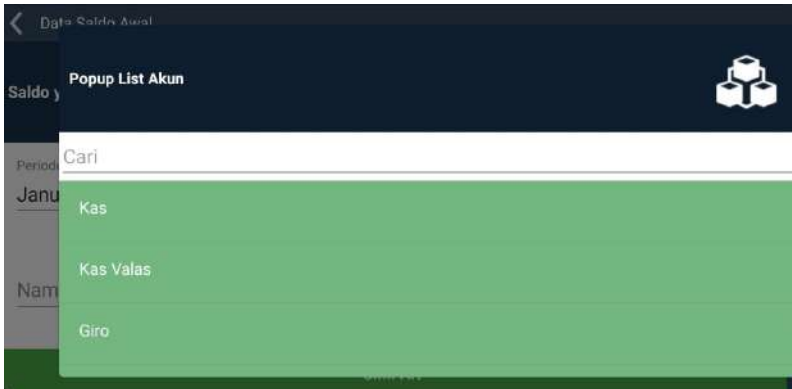 Data Saldo Awal
Popup List Akun
Saldo y
Cari
Period
Janu
Kas
Kas Valas
Nam
Giro